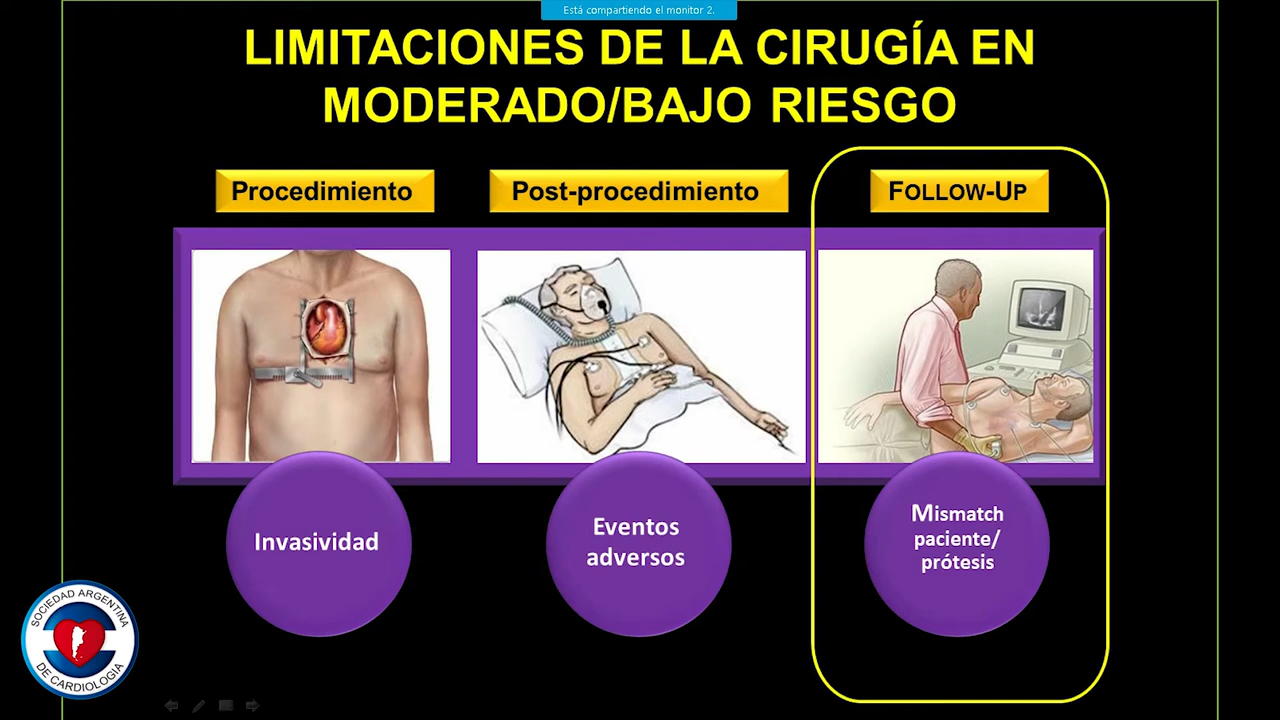 Está compartiendo el monitor 2.
LIMITACIONES DE LA CIRUGÍA EN
MODERADO/BAJO RIESGO
Procedimiento
Post-procedimiento
FOLLOW-UP
Invasividad
Eventos
adversos
Mismatch
paciente/
prótesis
SOCIEDAD ARGENTINA
DE CARDIOLOGIA